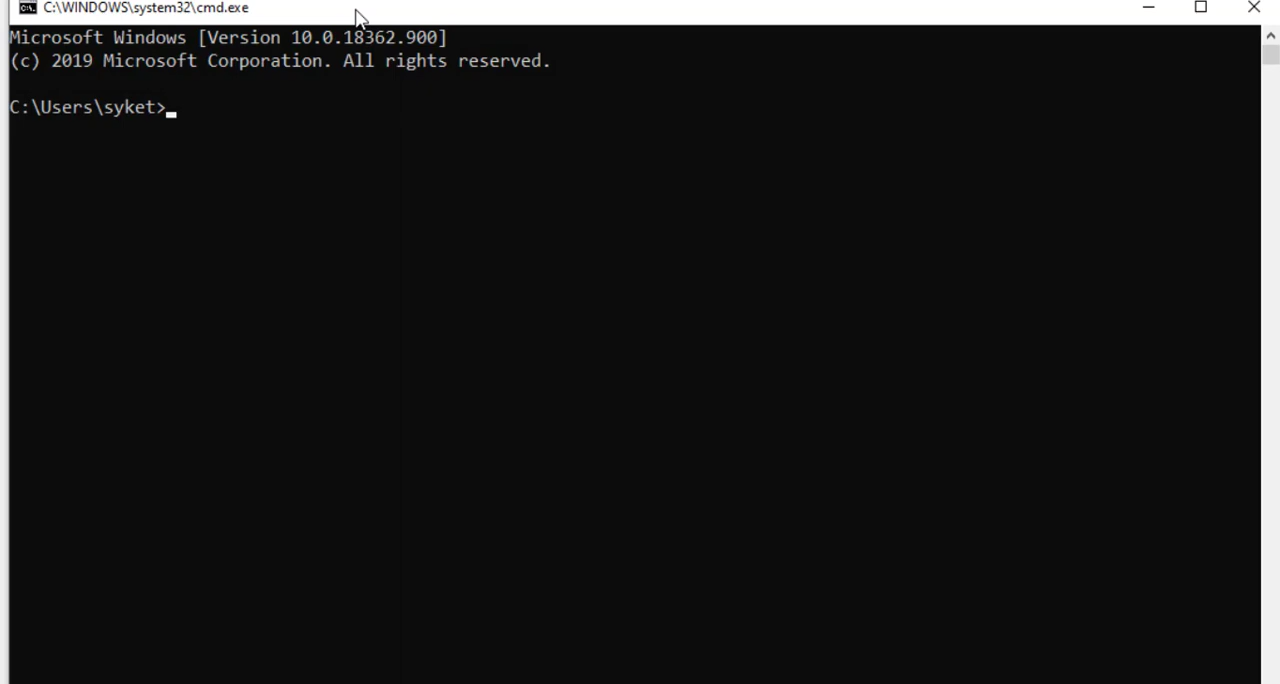 C:\WINDOWS\system32\cmd.exe
Microsoft Windows [Version 10.0.18362.900]
(c) 2019 Microsoft Corporation. All rights reserved.
C:\Users\syket>